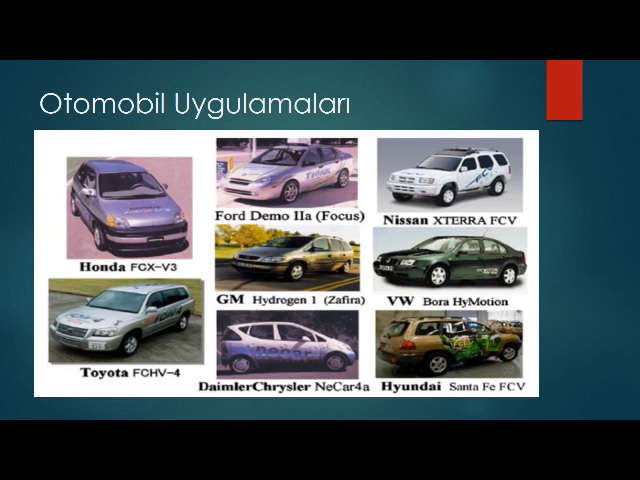 Otomobil Uygulamaları
Honda FCX-V3
Toyota FCHV-4
Ford Demo IIa (Focus)
GM Hydrogen 1 (Zafira)
DaimlerChrysler NeCar4a
Nissan XTERRA FCV
VW Bora HyMotion
Hyundai Santa Fe FCV